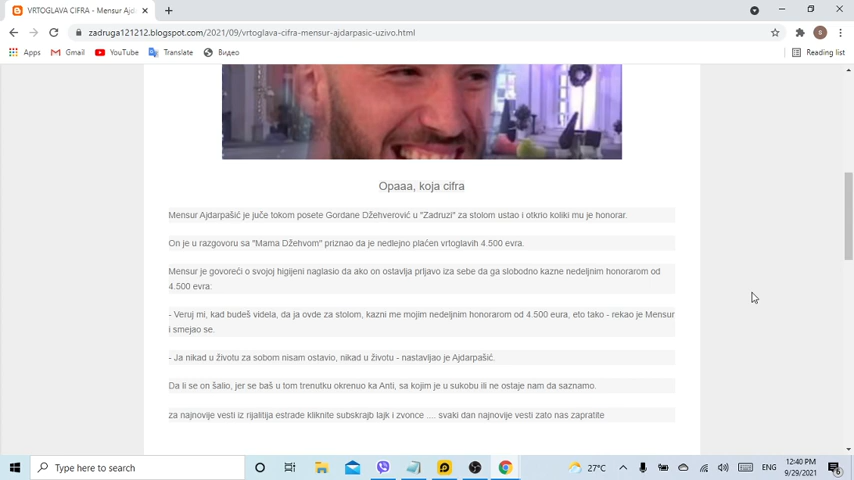 VRTOGLAVA CIFRA - Mensur Ajd
zadruga121212.blogspot.com/2021/09/vrtoglava-cifra-mensur-ajdarpasic-uzivo.html
Apps Gmail YouTube Translate Видео Reading list
Opaaa, koja cifra
Mensur Ajdarpašić je juče tokom posete Gordane Džehverović u "Zadruzi" za stolom ustao i otkrio koliki mu je honorar.
On je u razgovoru sa "Mama Džehvom" priznao da je nedlejno plaćen vrtoglavih 4.500 evra.
Mensur je govoreći o svojoj higijeni naglasio da ako on ostavlja prljavo iza sebe da ga slobodno kazne nedeljnim honorarom od
4.500 evra:
- Veruj mi, kad budeš videla, da ja ovde za stolom, kazni me mojim nedeljnim honorarom od 4.500 eura, eto tako - rekao je Mensur
i smejao se.
- Ja nikad u životu za sobom nisam ostavio, nikad u životu - nastavljao je Ajdarpašić.
Da li se on šalio, jer se baš u tom trenutku okrenuo ka Anti, sa kojim je u sukobu ili ne ostaje nam da saznamo.
za najnovije vesti iz rijalitija estrade kliknite subskrajb lajk i zvonce .... svaki dan najnovije vesti zato nas zapratite
Type here to search
27°C
ENG
12:40 PM
9/29/2021
6